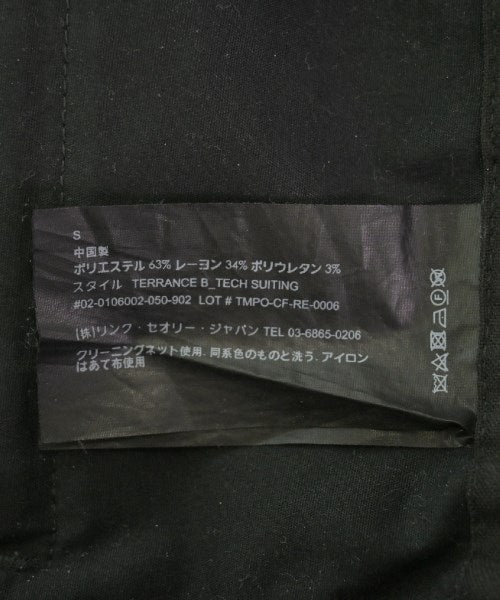 S
中国製
ポリエステル 63% レーヨン 34% ポリウレタン 3%
スタイル TERRANCE B_TECH SUITING
#02-0106002-050-902 LOT # TMPO-CF-RE-0006
(株)リンク・セオリー・ジャパン TEL 03-6865-0206
クリーニングネット使用. 同系色のものと洗う. アイロン
はあて布使用